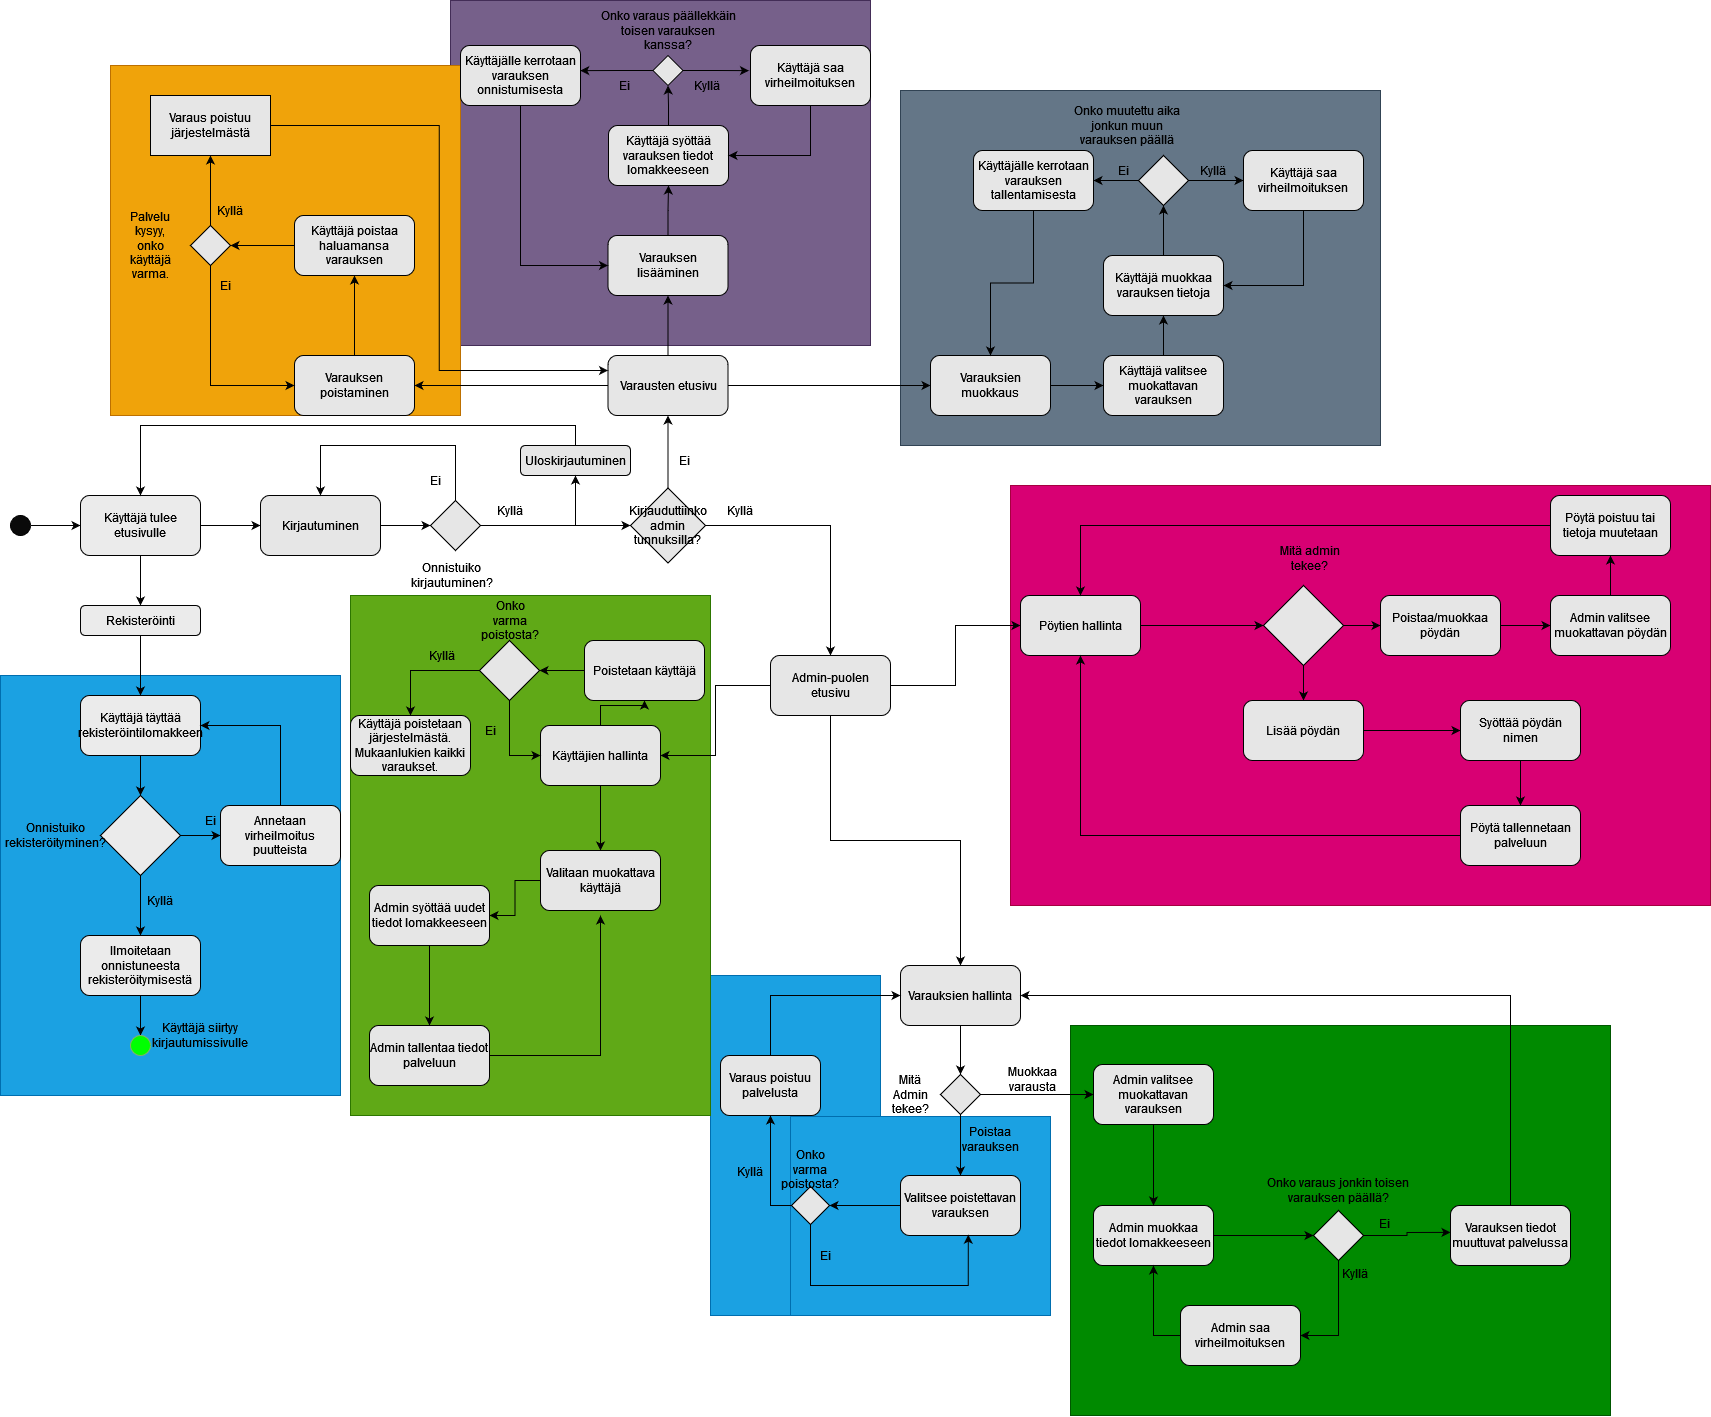 Onko varaus päällekkäin
toisen varauksen
kanssa?
Käyttäjälle kerrotaan
varauksen
onnistumisesta
Ei
Kyllä
Käyttäjä saa
virheilmoituksen
Käyttäjä syöttää
varauksen tiedot
lomakkeeseen
Varauksen
lisääminen
Varaus poistuu
järjestelmästä
Kyllä
Palvelu
kysyy,
onko
käyttäjä
varma.
Käyttäjä poistaa
haluamansa
varauksen
Ei
Varauksen
poistaminen
Varausten etusivu
Onko muutettu aika
jonkun muun
varauksen päällä
Käyttäjälle kerrotaan
varauksen
tallentamisesta
Ei
Kyllä
Käyttäjä saa
virheilmoituksen
Käyttäjä muokkaa
varauksen tietoja
Varauksien
muokkaus
Käyttäjä valitsee
muokattavan
varauksen
Uloskirjautuminen
Ei
Ei
Käyttäjä tulee
etusivulle
Kirjautuminen
Kyllä
Kirjauduttiinko
admin
tunnuksilla?
Kyllä
Onnistuiko
kirjautuminen?
Rekisteröinti
Käyttäjä täyttää
rekisteröintilomakkeen
Onnistuiko
rekisteröityminen?
Ei
Annetaan
virheilmoitus
puutteista
Kyllä
Ilmoitetaan
onnistuneesta
rekisteröitymisestä
Käyttäjä siirtyy
kirjautumissivulle
Onko
varma
poistosta?
Kyllä
Poistetaan käyttäjä
Käyttäjä poistetaan
järjestelmästä.
Mukaanlukien kaikki
varaukset.
Ei
Käyttäjien hallinta
Valitaan muokattava
käyttäjä
Admin syöttää uudet
tiedot lomakkeeseen
Admin tallentaa tiedot
palveluun
Admin-puolen
etusivu
Pöytä poistuu tai
tietoja muutetaan
Mitä admin
tekee?
Pöytien hallinta
Poistaa/muokkaa
pöydän
Admin valitsee
muokattavan pöydän
Lisää pöydän
Syöttää pöydän
nimen
Pöytä tallennetaan
palveluun
Varauksien hallinta
Mitä
Admin
tekee?
Muokkaa
varausta
Poistaa
varauksen
Varaus poistuu
palvelusta
Kyllä
Onko
varma
poistosta?
Valitsee poistettavan
varauksen
Ei
Admin valitsee
muokattavan
varauksen
Admin muokkaa
tiedot lomakkeeseen
Onko varaus jonkin toisen
varauksen päällä?
Ei
Varauksen tiedot
muuttuvat palvelussa
Kyllä
Admin saa
virheilmoituksen